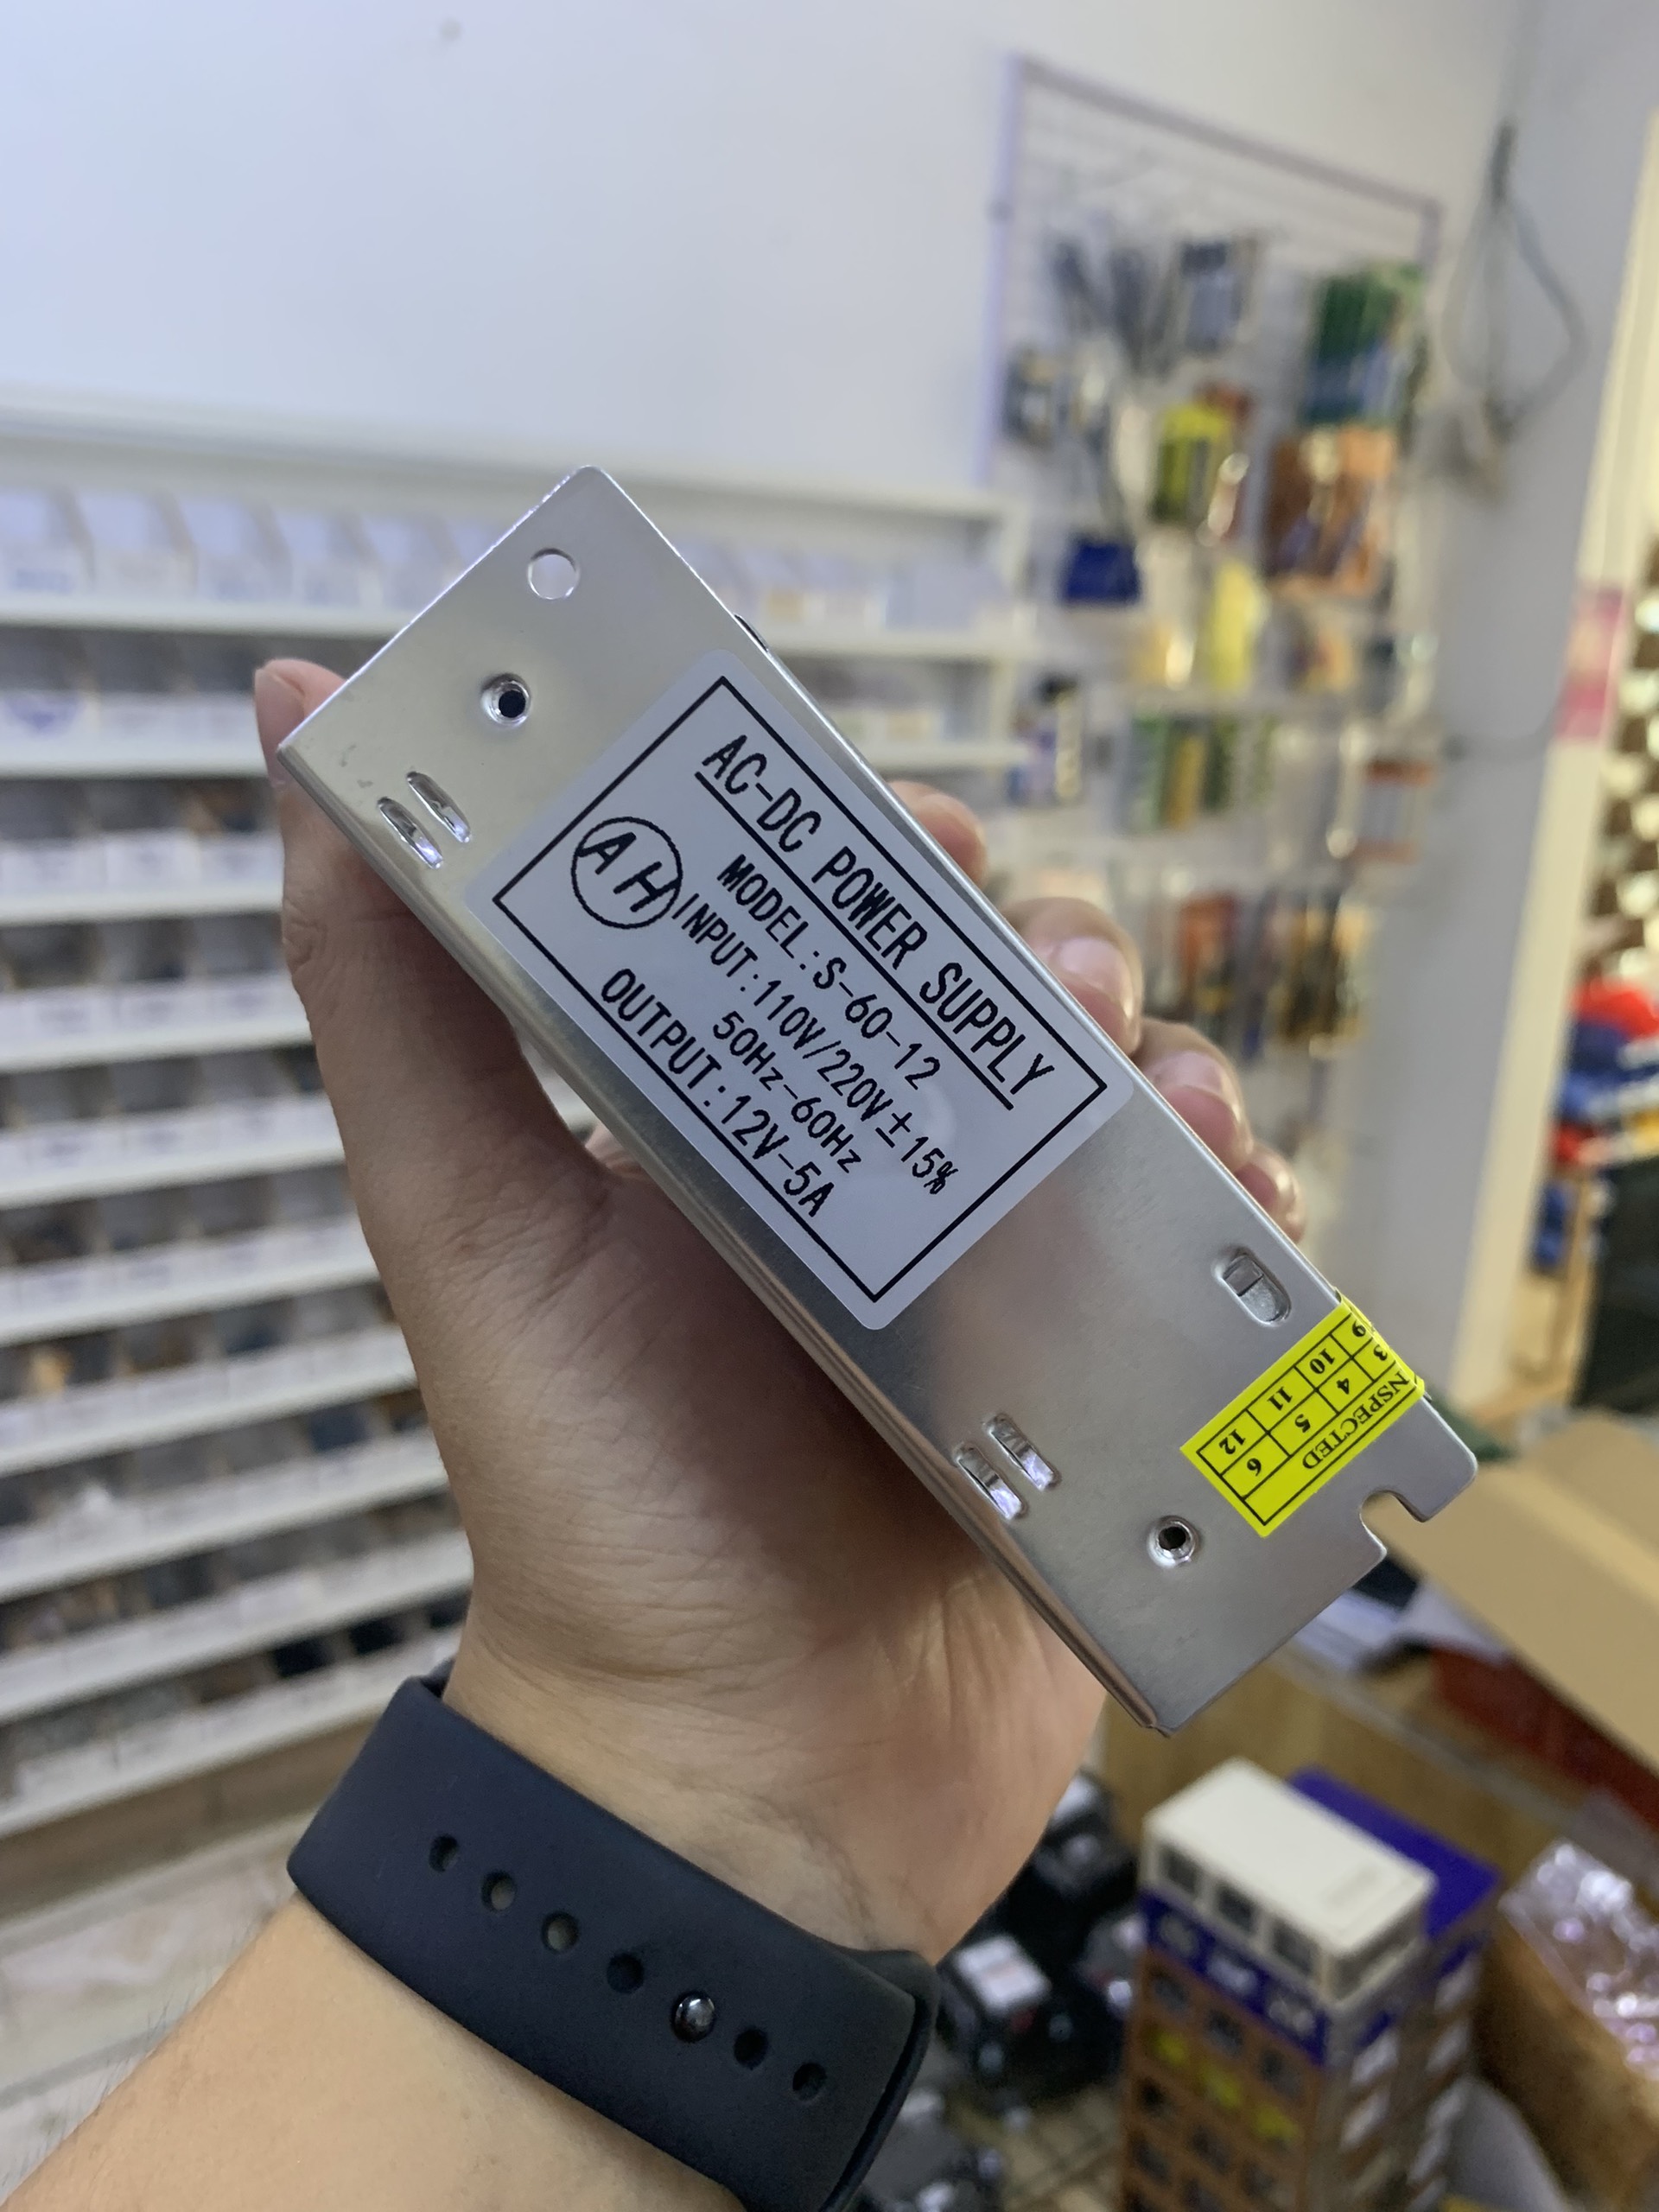 AC-DC POWER SUPPLY
AH
MODEL:S-60-12
INPUT:110V/220V±15%
50Hz-60Hz
OUTPUT:12V-5A
NSPECTED
3 4 5 6
9 10 11 12